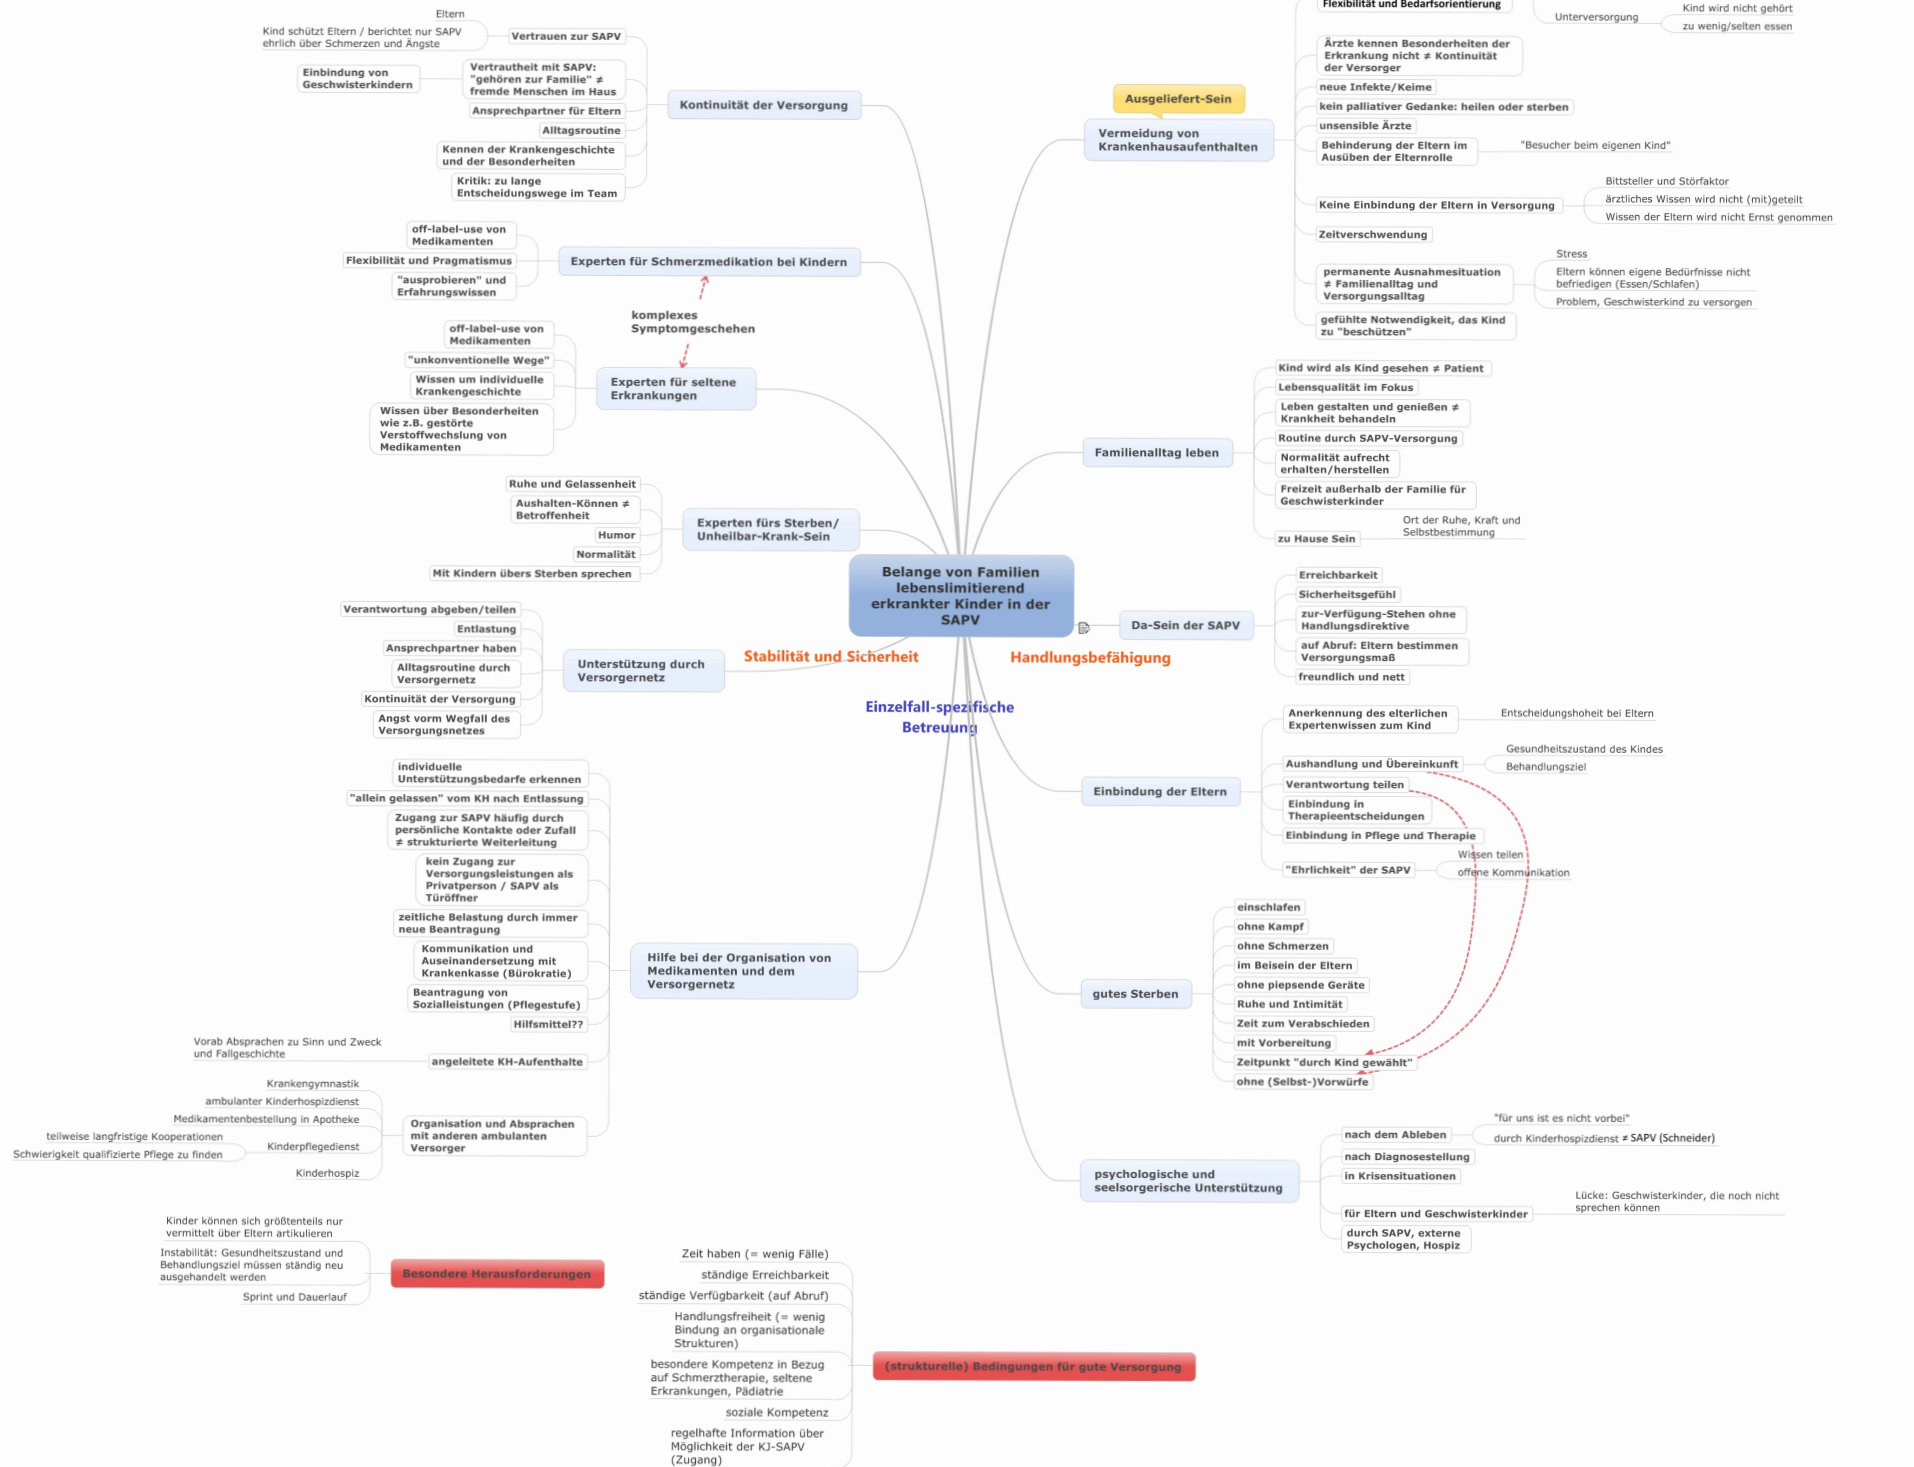 Eltern
Kind schützt Eltern / berichtet nur SAPV
ehrlich über Schmerzen und Ängste
Vertrauen zur SAPV
Einbindung von
Geschwisterkindern
Vertrautheit mit SAPV:
"gehören zur Familie" ≠
fremde Menschen im Haus
Ansprechpartner für Eltern
Alltagsroutine
Kennen der Krankengeschichte
und der Besonderheiten
Kritik: zu lange
Entscheidungswege im Team
Kontinuität der Versorgung
off-label-use von
Medikamenten
Flexibilität und Pragmatismus
"ausprobieren" und
Erfahrungswissen
Experten für Schmerzmedikation bei Kindern
komplexes
Symptomgeschehen
off-label-use von
Medikamenten
"unkonventionelle Wege"
Wissen um individuelle
Krankengeschichte
Wissen über Besonderheiten
wie z.B. gestörte
Verstoffwechslung von
Medikamenten
Experten für seltene
Erkrankungen
Ruhe und Gelassenheit
Aushalten-Können ≠
Betroffenheit
Humor
Normalität
Mit Kindern übers Sterben sprechen
Experten fürs Sterben/
Unheilbar-Krank-Sein
Verantwortung abgeben/teilen
Entlastung
Ansprechpartner haben
Alltagsroutine durch
Versorgernetz
Kontinuität der Versorgung
Angst vorm Wegfall des
Versorgungsnetzes
Unterstützung durch
Versorgernetz
individuelle
Unterstützungsbedarfe erkennen
"allein gelassen" vom KH nach Entlassung
Zugang zur SAPV häufig durch
persönliche Kontakte oder Zufall
≠ strukturierte Weiterleitung
kein Zugang zur
Versorgungsleistungen als
Privatperson / SAPV als
Türöffner
zeitliche Belastung durch immer
neue Beantragung
Kommunikation und
Auseinandersetzung mit
Krankenkasse (Bürokratie)
Beantragung von
Sozialleistungen (Pflegestufe)
Hilfsmittel??
Vorab Absprachen zu Sinn und Zweck
und Fallgeschichte
angeleitete KH-Aufenthalte
Krankengymnastik
ambulanter Kinderhospizdienst
Medikamentenbestellung in Apotheke
teilweise langfristige Kooperationen
Schwierigkeit qualifizierte Pflege zu finden
Kinderpflegedienst
Kinderhospiz
Organisation und Absprachen
mit anderen ambulanten
Versorger
Hilfe bei der Organisation von
Medikamenten und dem
Versorgernetz
Belange von Familien
lebenslimitierend
erkrankter Kinder in der
SAPV
Stabilität und Sicherheit
Handlungsbefähigung
Einzelfall-spezifische
Betreuung
Flexibilität und Bedarfsorientierung
Unterversorgung
Kind wird nicht gehört
zu wenig/selten essen
Ärzte kennen Besonderheiten der
Erkrankung nicht ≠ Kontinuität
der Versorger
neue Infekte/Keime
kein palliativer Gedanke: heilen oder sterben
unsensible Ärzte
Behinderung der Eltern im
Ausüben der Elternrolle
"Besucher beim eigenen Kind"
Ausgeliefert-Sein
Vermeidung von
Krankenhausaufenthalten
Keine Einbindung der Eltern in Versorgung
Bittsteller und Störfaktor
ärztliches Wissen wird nicht (mit)geteilt
Wissen der Eltern wird nicht Ernst genommen
Zeitverschwendung
permanente Ausnahmesituation
≠ Familienalltag und
Versorgungsalltag
Stress
Eltern können eigene Bedürfnisse nicht
befriedigen (Essen/Schlafen)
Problem, Geschwisterkind zu versorgen
gefühlte Notwendigkeit, das Kind
zu "beschützen"
Familienalltag leben
Kind wird als Kind gesehen ≠ Patient
Lebensqualität im Fokus
Leben gestalten und genießen ≠
Krankheit behandeln
Routine durch SAPV-Versorgung
Normalität aufrecht
erhalten/herstellen
Freizeit außerhalb der Familie für
Geschwisterkinder
zu Hause Sein
Ort der Ruhe, Kraft und
Selbstbestimmung
Da-Sein der SAPV
Erreichbarkeit
Sicherheitsgefühl
zur-Verfügung-Stehen ohne
Handlungsdirektive
auf Abruf: Eltern bestimmen
Versorgungsmaß
freundlich und nett
Einbindung der Eltern
Anerkennung des elterlichen
Expertenwissen zum Kind
Entscheidungshoheit bei Eltern
Aushandlung und Übereinkunft
Gesundheitszustand des Kindes
Behandlungsziel
Verantwortung teilen
Einbindung in
Therapieentscheidungen
Einbindung in Pflege und Therapie
"Ehrlichkeit" der SAPV
Wissen teilen
offene Kommunikation
gutes Sterben
einschlafen
ohne Kampf
ohne Schmerzen
im Beisein der Eltern
ohne piepsende Geräte
Ruhe und Intimität
Zeit zum Verabschieden
mit Vorbereitung
Zeitpunkt "durch Kind gewählt"
ohne (Selbst-)Vorwürfe
psychologische und
seelsorgerische Unterstützung
nach dem Ableben
"für uns ist es nicht vorbei"
durch Kinderhospizdienst ≠ SAPV (Schneider)
nach Diagnosestellung
in Krisensituationen
für Eltern und Geschwisterkinder
Lücke: Geschwisterkinder, die noch nicht
sprechen können
durch SAPV, externe
Psychologen, Hospiz
Kinder können sich größtenteils nur
vermittelt über Eltern artikulieren
Instabilität: Gesundheitszustand und
Behandlungsziel müssen ständig neu
ausgehandelt werden
Sprint und Dauerlauf
Besondere Herausforderungen
Zeit haben (= wenig Fälle)
ständige Erreichbarkeit
ständige Verfügbarkeit (auf Abruf)
Handlungsfreiheit (= wenig
Bindung an organisationale
Strukturen)
besondere Kompetenz in Bezug
auf Schmerztherapie, seltene
Erkrankungen, Pädiatrie
soziale Kompetenz
regelhafte Information über
Möglichkeit der KJ-SAPV
(Zugang)
(strukturelle) Bedingungen für gute Versorgung